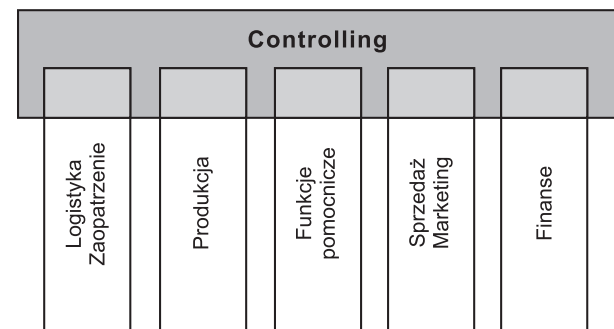 Controlling
Logistyka
Zaopatrzenie
Produkcja
Funkcje
pomocnicze
Sprzedaż
Marketing
Finanse